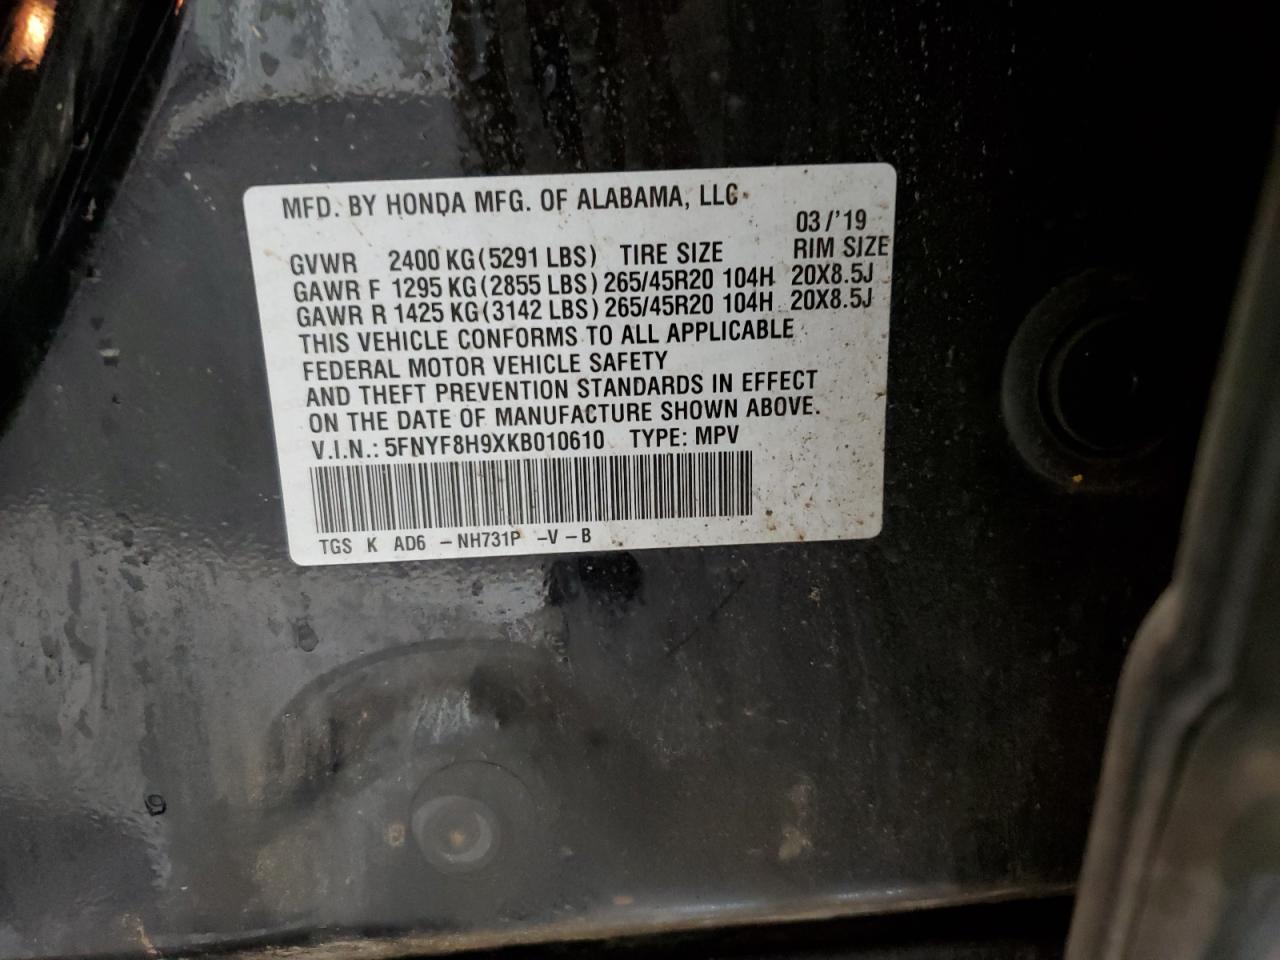 MFD. BY HONDA MFG. OF ALABAMA, LLC
03/'19
GVWR 2400 KG(5291 LBS) TIRE SIZE RIM SIZE
GAWR F 1295 KG(2855 LBS) 265/45R20 104H 20X8.5J
GAWR R 1425 KG(3142 LBS) 265/45R20 104H 20X8.5J
THIS VEHICLE CONFORMS TO ALL APPLICABLE
FEDERAL MOTOR VEHICLE SAFETY
AND THEFT PREVENTION STANDARDS IN EFFECT
ON THE DATE OF MANUFACTURE SHOWN ABOVE.
V.I.N.: 5FNYF8H9XKB010610 TYPE: MPV
TGS K AD6 -NH731P -V-B